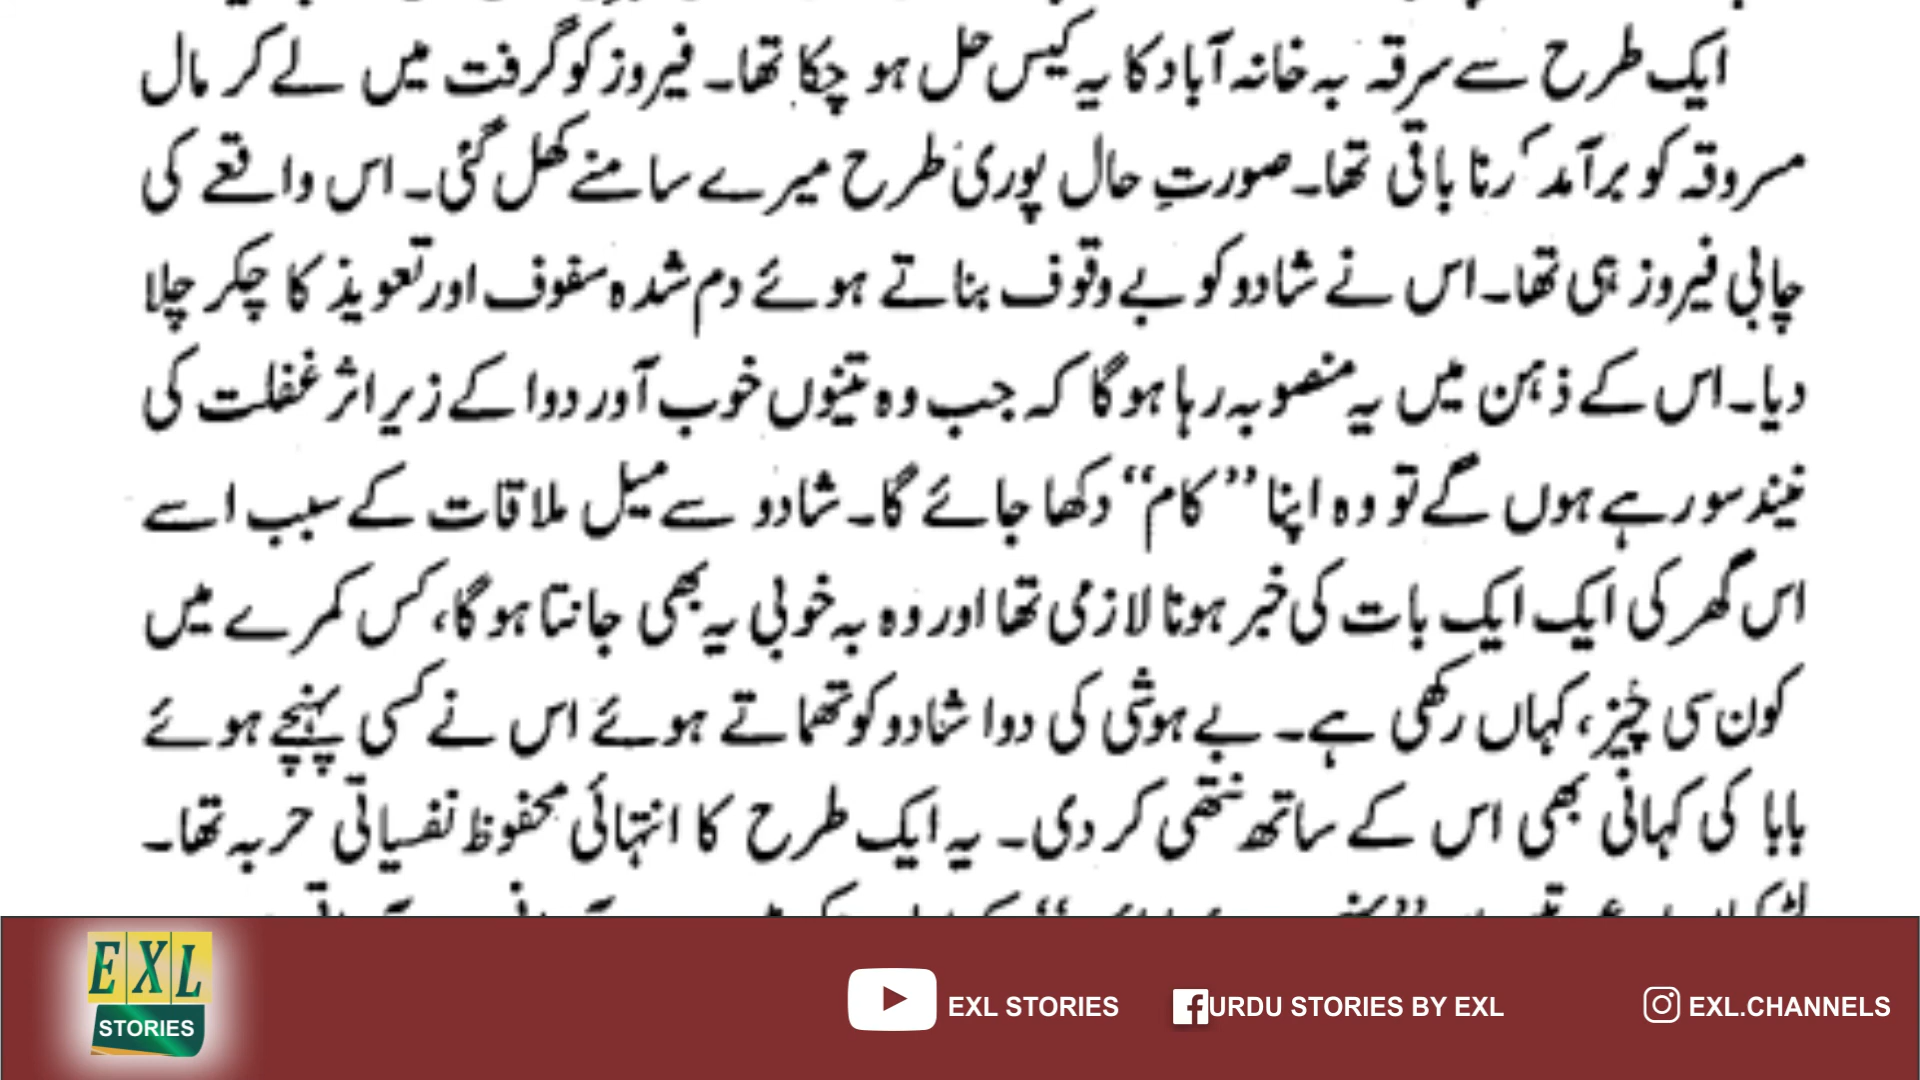 ایک طرح سے سرقہ بہ خانہ آباد کا یہ کیس حل ہو چکا تھا۔ فیروز کو گرفت میں لے کر مال
مسروقہ کو برآمد کرنا باقی تھا۔ صورتِ حال پوری طرح میرے سامنے کھل گئی۔ اس واقعے کی
چابی فیروز ہی تھا۔ اس نے شادو کو بے وقوف بناتے ہوئے دم شدہ سفوف اور تعویذ کا چکر چلا
دیا۔ اس کے ذہن میں یہ منصوبہ رہا ہو گا کہ جب وہ تینوں خوب آور دوا کے زیر اثر غفلت کی
نیند سو رہے ہوں گے تو وہ اپنا ’’کام‘‘ دکھا جائے گا۔ شادو سے میل ملاقات کے سبب اسے
اس گھر کی ایک ایک بات کی خبر ہونا لازمی تھا اور وہ بہ خوبی یہ بھی جانتا ہو گا، کس کمرے میں
کون سی چیز، کہاں رکھی ہے۔ بے ہوشی کی دوا شادو کو تھماتے ہوئے اس نے کسی پہنچے ہوئے
بابا کی کہانی بھی اس کے ساتھ نتھی کر دی۔ یہ ایک طرح کا انتہائی محفوظ نفسیاتی حربہ تھا۔
EXL
STORIES
EXL STORIES
URDU STORIES BY EXL
EXL.CHANNELS